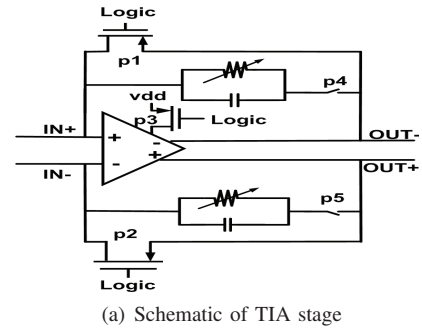 Logic
p1
p4
vdd
p3
Logic
IN+
+
-
OUT-
-
+
IN-
OUT+
p5
p2
Logic
(a) Schematic of TIA stage